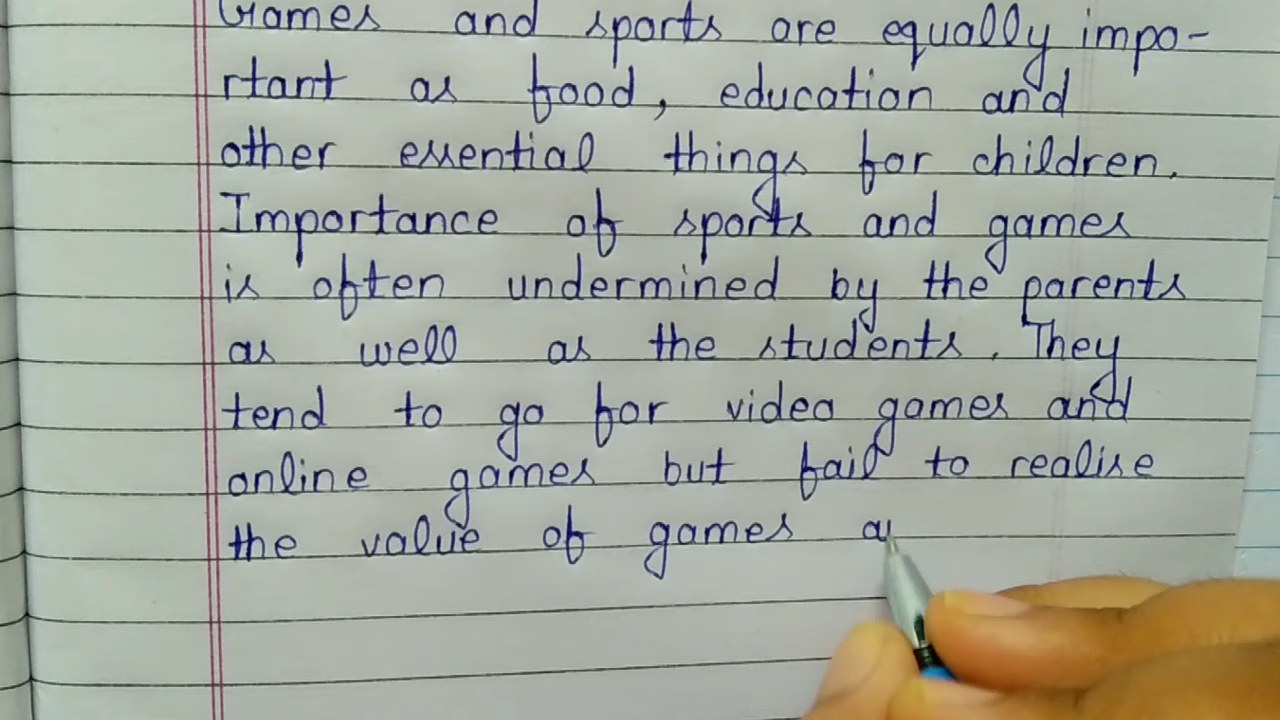 Games and sports are equally impo-
rtant as food, education and
other essential things for children.
Importance of sports and games
is often undermined by the parents
as well as the students. They
tend to go for video games and
online games but fail to realise
the value of games